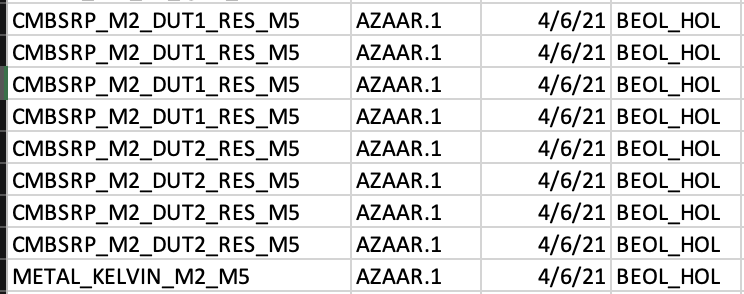 CMBSRP_M2_DUT1_RES_M5 AZAAR.1 4/6/21 BEOL_HOL
CMBSRP_M2_DUT1_RES_M5 AZAAR.1 4/6/21 BEOL_HOL
CMBSRP_M2_DUT1_RES_M5 AZAAR.1 4/6/21 BEOL_HOL
CMBSRP_M2_DUT1_RES_M5 AZAAR.1 4/6/21 BEOL_HOL
CMBSRP_M2_DUT2_RES_M5 AZAAR.1 4/6/21 BEOL_HOL
CMBSRP_M2_DUT2_RES_M5 AZAAR.1 4/6/21 BEOL_HOL
CMBSRP_M2_DUT2_RES_M5 AZAAR.1 4/6/21 BEOL_HOL
CMBSRP_M2_DUT2_RES_M5 AZAAR.1 4/6/21 BEOL_HOL
METAL_KELVIN_M2_M5 AZAAR.1 4/6/21 BEOL_HOL